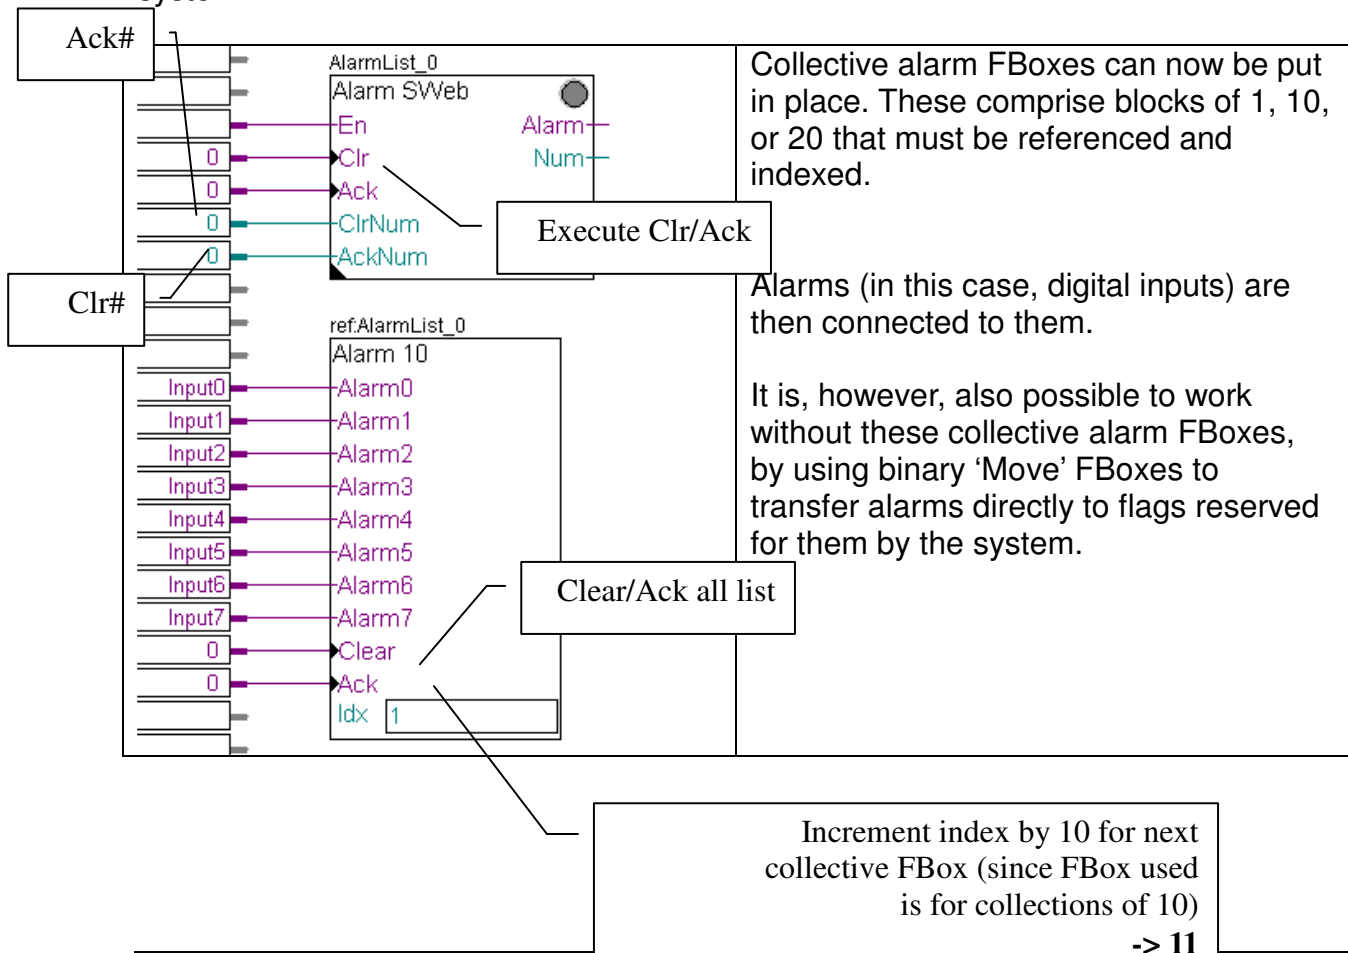 Ack#
AlarmList_0
Alarm SWeb
En
Alarm
0
Clr
Num
0
Ack
0
ClrNum
0
AckNum
Execute Clr/Ack
Clr#
ref:AlarmList_0
Alarm 10
Input0
Alarm0
Input1
Alarm1
Input2
Alarm2
Input3
Alarm3
Input4
Alarm4
Input5
Alarm5
Input6
Alarm6
Input7
Alarm7
0
Clear
0
Ack
Idx
1
Clear/Ack all list
Collective alarm FBoxes can now be put
in place. These comprise blocks of 1, 10,
or 20 that must be referenced and
indexed.
Alarms (in this case, digital inputs) are
then connected to them.
It is, however, also possible to work
without these collective alarm FBoxes,
by using binary ‘Move’ FBoxes to
transfer alarms directly to flags reserved
for them by the system.
Increment index by 10 for next
collective FBox (since FBox used
is for collections of 10)
-> 11